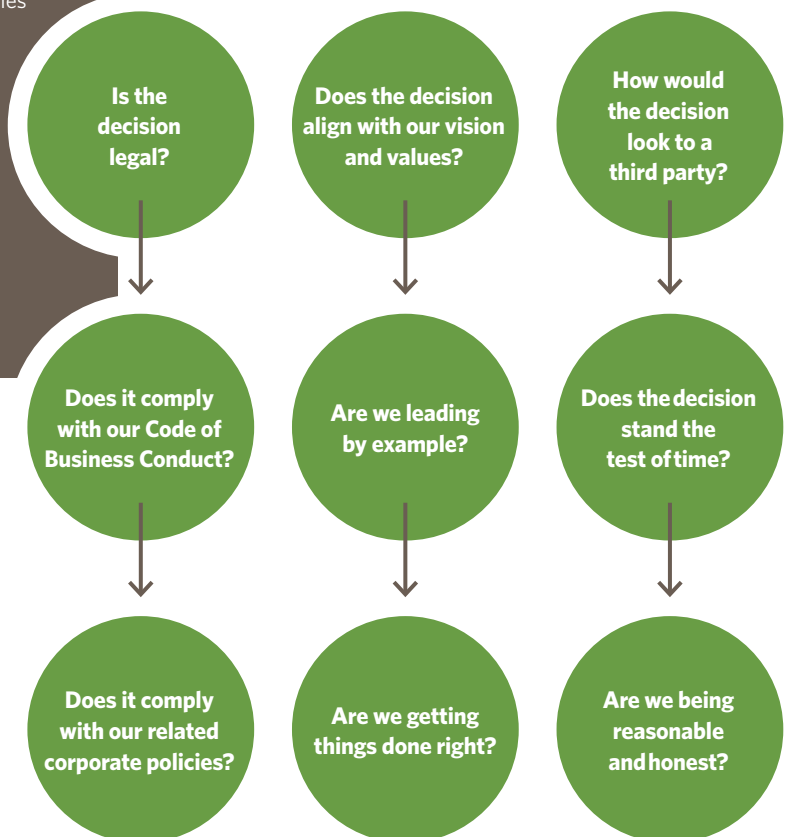 Is the
decision
legal?
Does it comply
with our Code of
Business Conduct?
Does it comply
with our related
corporate policies?
Does the decision
align with our vision
and values?
Are we leading
by example?
Are we getting
things done right?
How would
the decision
look to a
third party?
Does the decision
stand the
test of time?
Are we being
reasonable
and honest?